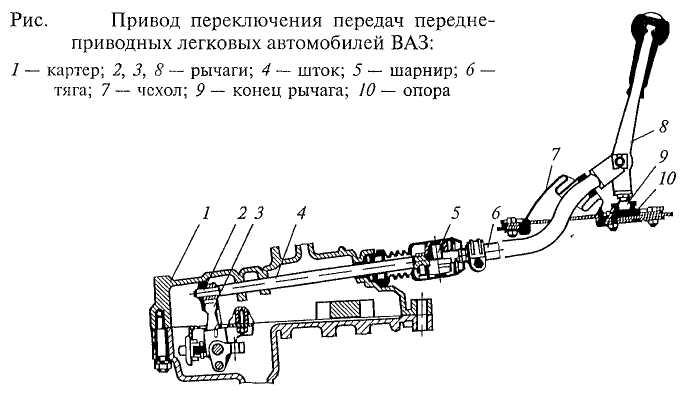 Рис. Привод переключения передач передне-
приводных легковых автомобилей ВАЗ:
1 — картер; 2, 3, 8 — рычаги; 4 — шток; 5 — шарнир; 6 —
тяга; 7 — чехол; 9 — конец рычага; 10 — опора
8
7
9
10
1 2 3 4 5 6